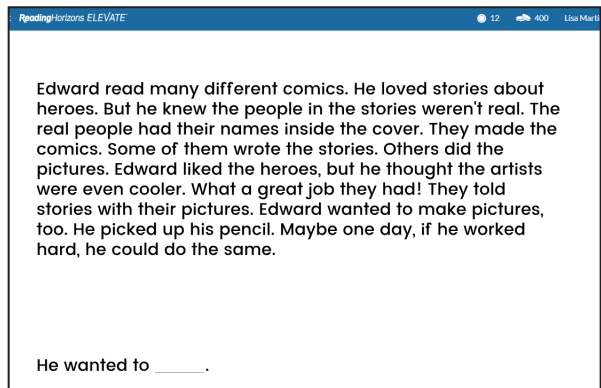 ReadingHorizons ELEVATE 12 400 Lisa Marti
Edward read many different comics. He loved stories about
heroes. But he knew the people in the stories weren't real. The
real people had their names inside the cover. They made the
comics. Some of them wrote the stories. Others did the
pictures. Edward liked the heroes, but he thought the artists
were even cooler. What a great job they had! They told
stories with their pictures. Edward wanted to make pictures,
too. He picked up his pencil. Maybe one day, if he worked
hard, he could do the same.
He wanted to ______.